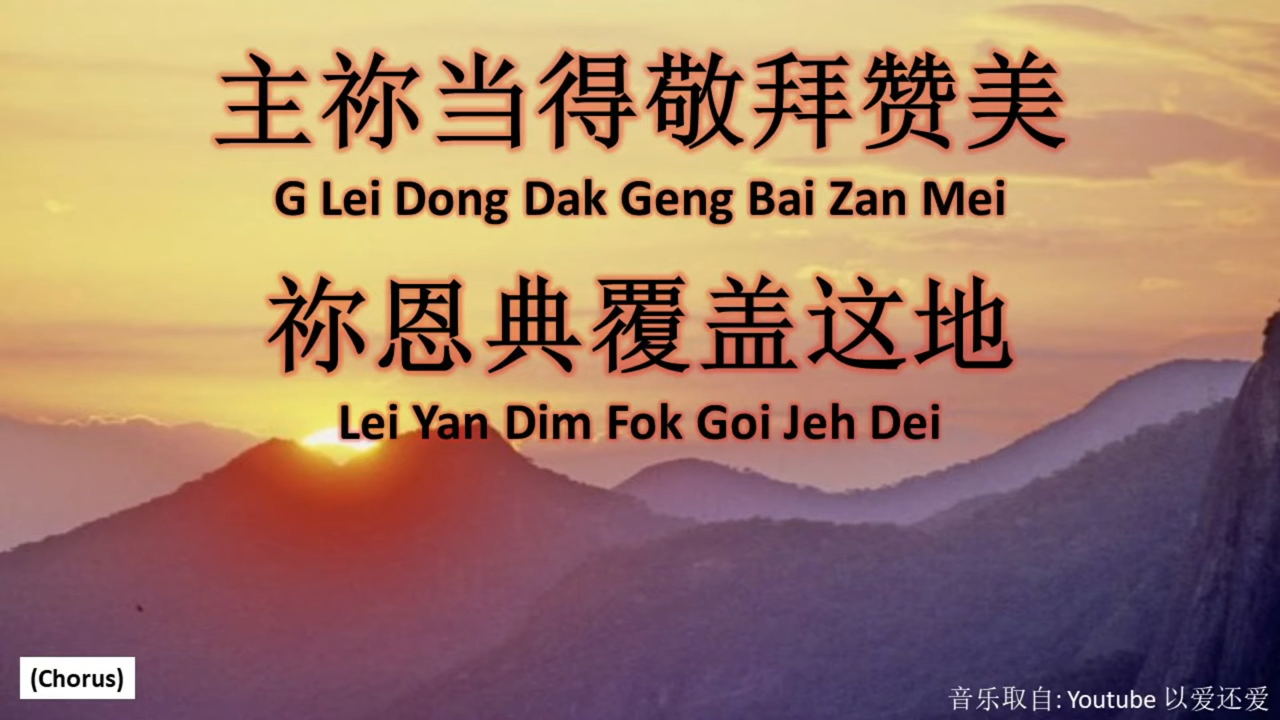 主祢当得敬拜赞美
G Lei Dong Dak Geng Bai Zan Mei
祢恩典覆盖这地
Lei Yan Dim Fok Goi Jeh Dei
(Chorus)
音乐取自: Youtube 以爱还爱